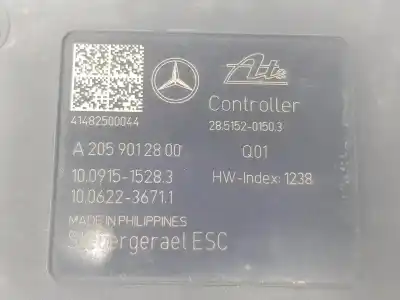 Ate
Controller
41482500044
28.5152-0150.3
A 205 901 28 00
Q01
10.0915-1528.3
HW-Index: 1238
10.0622-3671.1
MADE IN PHILIPPINES
Steuergerael ESC